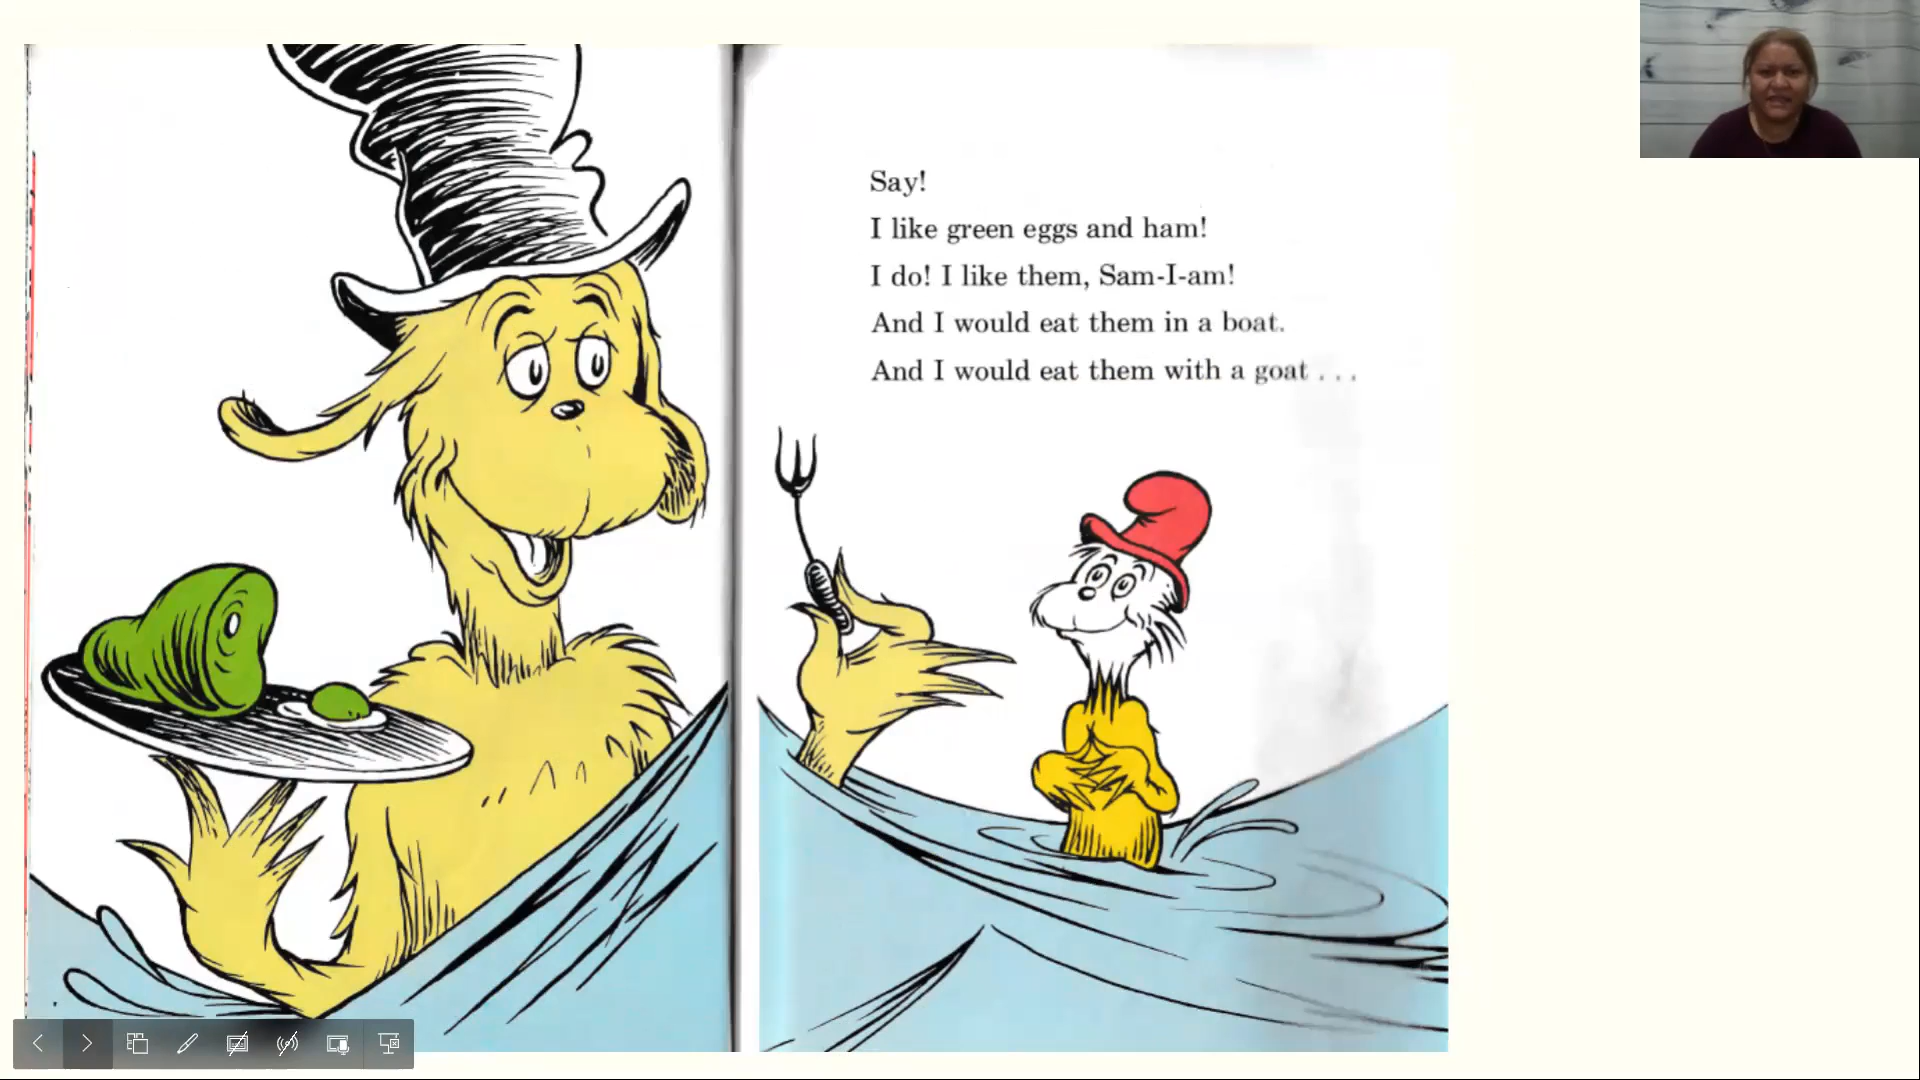 Say!
I like green eggs and ham!
I do! I like them, Sam-I-am!
And I would eat them in a boat.
And I would eat them with a goat . . .